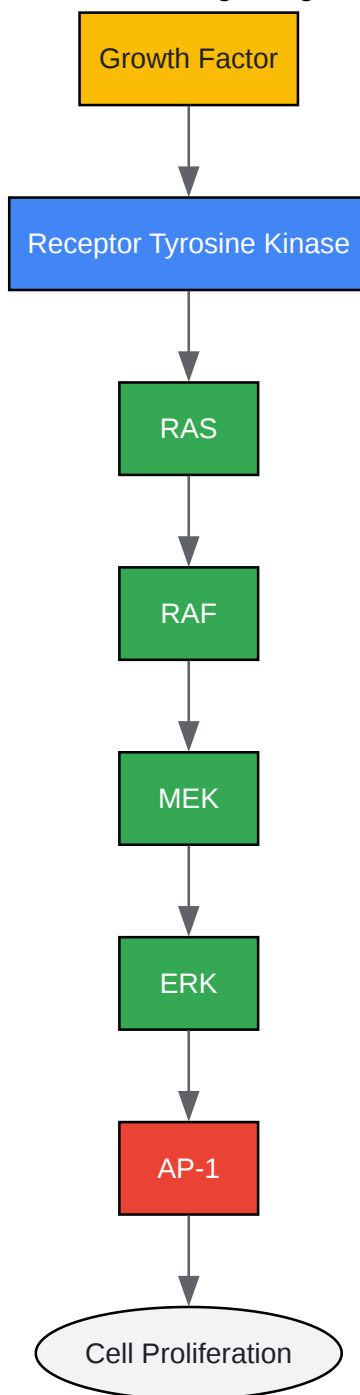 Growth Factor
Receptor Tyrosine Kinase
RAS
RAF
MEK
ERK
AP-1
Cell Proliferation